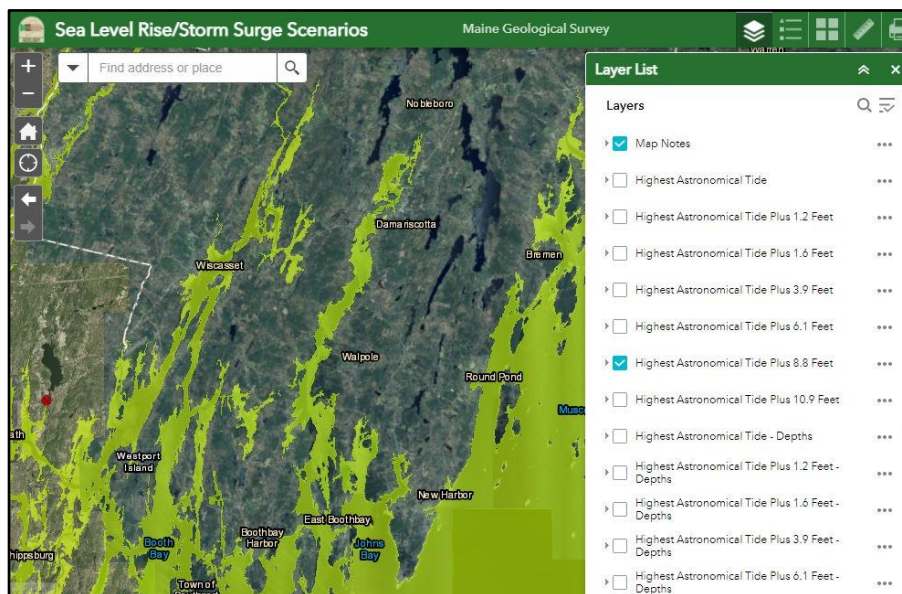 Sea Level Rise/Storm Surge Scenarios
Maine Geological Survey
Find address or place
Layer List
Layers
Map Notes
Highest Astronomical Tide
Highest Astronomical Tide Plus 1.2 Feet
Highest Astronomical Tide Plus 1.6 Feet
Highest Astronomical Tide Plus 3.9 Feet
Highest Astronomical Tide Plus 6.1 Feet
Highest Astronomical Tide Plus 8.8 Feet
Highest Astronomical Tide Plus 10.9 Feet
Highest Astronomical Tide - Depths
Highest Astronomical Tide Plus 1.2 Feet -
Depths
Highest Astronomical Tide Plus 1.6 Feet -
Depths
Highest Astronomical Tide Plus 3.9 Feet -
Depths
Highest Astronomical Tide Plus 6.1 Feet -
Depths
Warren
Nobleboro
Damariscotta
Bremen
Wiscasset
Walpole
Round Pond
Musc
ath
Westport
Island
New Harbor
East Boothbay
Boothbay
Harbor
Booth
Bay
Johns
Bay
hippsburg
Town of